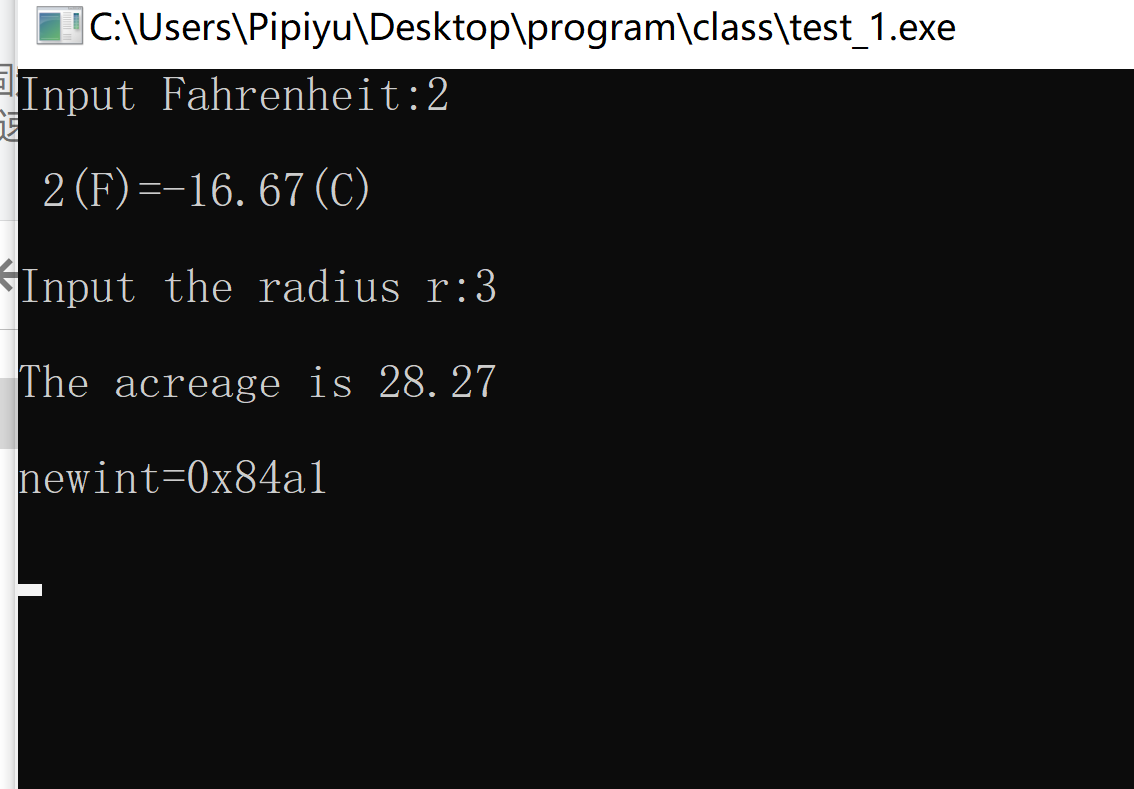 C:\Users\Pipiyu\Desktop\program\class\test_1.exe
Input Fahrenheit:2
2(F)=-16.67(C)
Input the radius r:3
The acreage is 28.27
newint=0x84a1